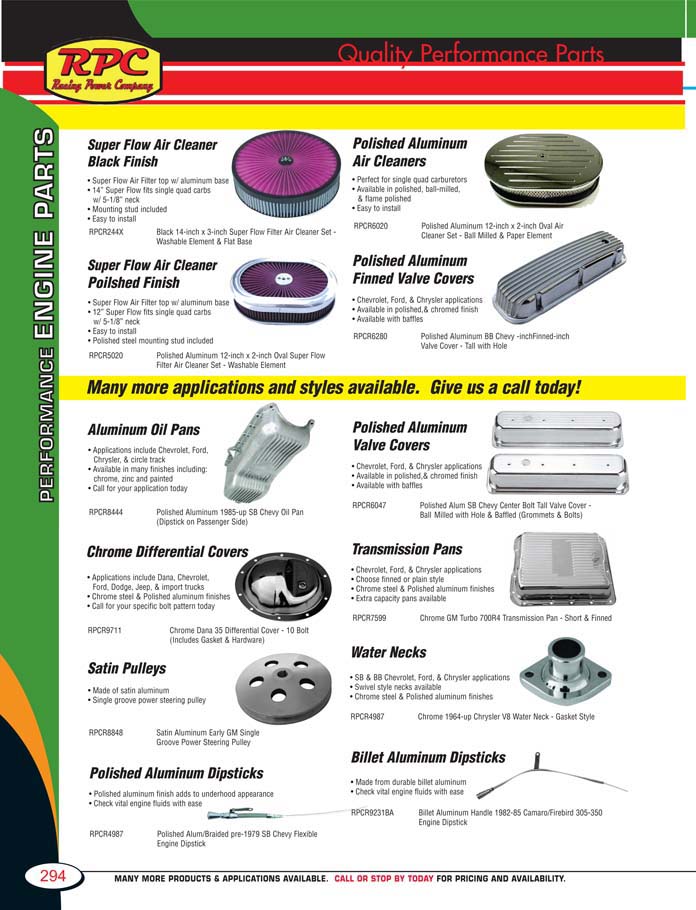 Quality Performance Parts
RPC
Racing Power Company
PERFORMANCE ENGINE PARTS
Super Flow Air Cleaner
Black Finish
• Super Flow Air Filter top w/ aluminum base
• 14” Super Flow fits single quad carbs
w/ 5-1/8” neck
• Mounting stud included
• Easy to install
RPCR244X Black 14-inch x 3-inch Super Flow Filter Air Cleaner Set -
Washable Element & Flat Base
Super Flow Air Cleaner
Poilshed Finish
• Super Flow Air Filter top w/ aluminum base
• 12” Super Flow fits single quad carbs
w/ 5-1/8” neck
• Easy to install
• Polished steel mounting stud included
RPCR5020 Polished Aluminum 12-inch x 2-inch Oval Super Flow
Filter Air Cleaner Set - Washable Element
Polished Aluminum
Air Cleaners
• Perfect for single quad carburetors
• Available in polished, ball-milled,
& flame polished
• Easy to install
RPCR6020 Polished Aluminum 12-inch x 2-inch Oval Air
Cleaner Set - Ball Milled & Paper Element
Polished Aluminum
Finned Valve Covers
• Chevrolet, Ford, & Chrysler applications
• Available in polished,& chromed finish
• Available with baffles
RPCR6280 Polished Aluminum BB Chevy -inchFinned-inch
Valve Cover - Tall with Hole
Many more applications and styles available. Give us a call today!
Aluminum Oil Pans
• Applications include Chevrolet, Ford,
Chrysler, & circle track
• Available in many finishes including:
chrome, zinc and painted
• Call for your application today
RPCR8444 Polished Aluminum 1985-up SB Chevy Oil Pan
(Dipstick on Passenger Side)
Chrome Differential Covers
• Applications include Dana, Chevrolet,
Ford, Dodge, Jeep, & import trucks
• Chrome steel & Polished aluminum finishes
• Call for your specific bolt pattern today
RPCR9711 Chrome Dana 35 Differential Cover - 10 Bolt
(Includes Gasket & Hardware)
Satin Pulleys
• Made of satin aluminum
• Single groove power steering pulley
RPCR8848 Satin Aluminum Early GM Single
Groove Power Steering Pulley
Polished Aluminum Dipsticks
• Polished aluminum finish adds to underhood appearance
• Check vital engine fluids with ease
RPCR4987 Polished Alum/Braided pre-1979 SB Chevy Flexible
Engine Dipstick
Polished Aluminum
Valve Covers
• Chevrolet, Ford, & Chrysler applications
• Available in polished,& chromed finish
• Available with baffles
RPCR6047 Polished Alum SB Chevy Center Bolt Tall Valve Cover -
Ball Milled with Hole & Baffled (Grommets & Bolts)
Transmission Pans
• Chevrolet, Ford, & Chrysler applications
• Choose finned or plain style
• Chrome steel & Polished aluminum finishes
• Extra capacity pans available
RPCR7599 Chrome GM Turbo 700R4 Transmission Pan - Short & Finned
Water Necks
• SB & BB Chevrolet, Ford, & Chrysler applications
• Swivel style necks available
• Chrome steel & Polished aluminum finishes
RPCR4987 Chrome 1964-up Chrysler V8 Water Neck - Gasket Style
Billet Aluminum Dipsticks
• Made from durable billet aluminum
• Check vital engine fluids with ease
RPCR9231BA Billet Aluminum Handle 1982-85 Camaro/Firebird 305-350
Engine Dipstick
294
MANY MORE PRODUCTS & APPLICATIONS AVAILABLE. CALL OR STOP BY TODAY FOR PRICING AND AVAILABILITY.